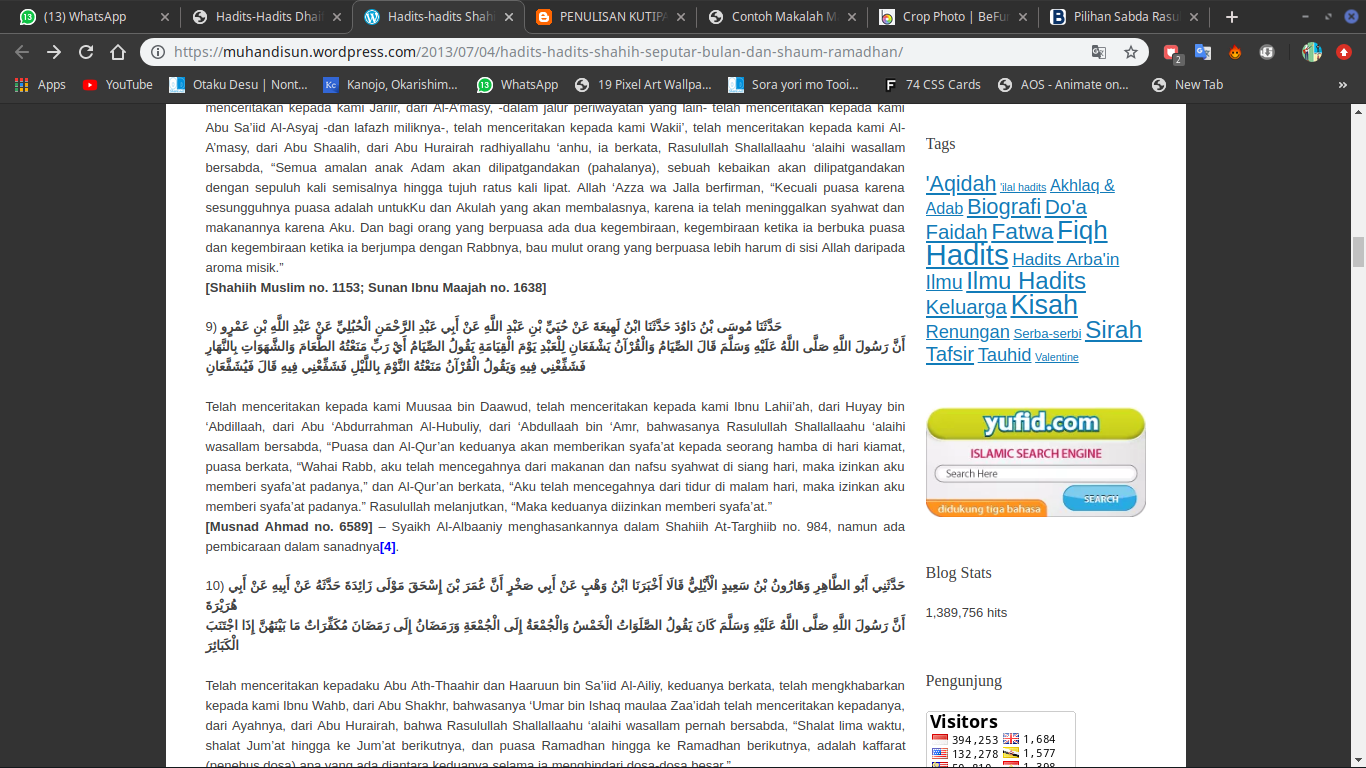 (13) WhatsApp
Hadits-Hadits Dhai
Hadits-hadits Shahi
PENULISAN KUTIPA
Contoh Makalah M
Crop Photo | BeFu
Pilihan Sabda Rasu
https://muhandisun.wordpress.com/2013/07/04/hadits-hadits-shahih-seputar-bulan-dan-shaum-ramadhan/
2
Apps
YouTube
Otaku Desu | Nont...
Kc Kanojo, Okarishim...
WhatsApp
19 Pixel Art Wallpa...
Sora yori mo Tooi...
74 CSS Cards
AOS - Animate on...
New Tab
»
menceritakan kepada kami Jariir, dari Al-A'masy, -dalam jalur periwayatan yang lain- telah menceritakan kepada kami
Abu Sa'iid Al-Asyaj -dan lafazh miliknya-, telah menceritakan kepada kami Wakii', telah menceritakan kepada kami Al-
A'masy, dari Abu Shaalih, dari Abu Hurairah radhiyallahu 'anhu, ia berkata, Rasulullah Shallallaahu 'alaihi wasallam
bersabda, “Semua amalan anak Adam akan dilipatgandakan (pahalanya), sebuah kebaikan akan dilipatgandakan
dengan sepuluh kali semisalnya hingga tujuh ratus kali lipat. Allah 'Azza wa Jalla berfirman, “Kecuali puasa karena
sesungguhnya puasa adalah untukKu dan Akulah yang akan membalasnya, karena ia telah meninggalkan syahwat dan
makanannya karena Aku. Dan bagi orang yang berpuasa ada dua kegembiraan, kegembiraan ketika ia berbuka puasa
dan kegembiraan ketika ia berjumpa dengan Rabbnya, bau mulut orang yang berpuasa lebih harum di sisi Allah daripada
aroma misik.”
[Shahiih Muslim no. 1153; Sunan Ibnu Maajah no. 1638]
9) حَدَّثَنَا مُوسَى بْنُ دَاوُدَ حَدَّثَنَا ابْنُ لَهِيعَةَ عَنْ حُيَيِّ بْنِ عَبْدِ اللَّهِ عَنْ أَبِي عَبْدِ الرَّحْمَنِ الْحُبُلِيِّ عَنْ عَبْدِ اللَّهِ بْنِ عَمْرٍو
أَنَّ رَسُولَ اللَّهِ صَلَّى اللَّهُ عَلَيْهِ وَسَلَّمَ قَالَ الصِّيَامُ وَالْقُرْآنُ يَشْفَعَانِ لِلْعَبْدِ يَوْمَ الْقِيَامَةِ يَقُولُ الصِّيَامُ أَيْ رَبِّ مَنَعْتُهُ الطَّعَامَ وَالشَّهَوَاتِ بِالنَّهَارِ
فَشَفِّعْنِي فِيهِ وَيَقُولُ الْقُرْآنُ مَنَعْتُهُ النَّوْمَ بِاللَّيْلِ فَشَفِّعْنِي فِيهِ قَالَ فَيُشَفَّعَانِ
Telah menceritakan kepada kami Muusaa bin Daawud, telah menceritakan kepada kami Ibnu Lahii'ah, dari Huyay bin
'Abdillaah, dari Abu 'Abdurrahman Al-Hubuliy, dari 'Abdullaah bin 'Amr, bahwasanya Rasulullah Shallallaahu 'alaihi
wasallam bersabda, “Puasa dan Al-Qur'an keduanya akan memberikan syafa'at kepada seorang hamba di hari kiamat,
puasa berkata, “Wahai Rabb, aku telah mencegahnya dari makanan dan nafsu syahwat di siang hari, maka izinkan aku
memberi syafa'at padanya,” dan Al-Qur'an berkata, “Aku telah mencegahnya dari tidur di malam hari, maka izinkan aku
memberi syafa'at padanya.” Rasulullah melanjutkan, “Maka keduanya diizinkan memberi syafa'at.”
[Musnad Ahmad no. 6589] – Syaikh Al-Albaaniy menghasankannya dalam Shahiih At-Targhiib no. 984, namun ada
pembicaraan dalam sanadnya[4].
10) حَدَّثَنِي أَبُو الطَّاهِرِ وَهَارُونُ بْنُ سَعِيدٍ الْأَيْلِيُّ قَالَا أَخْبَرَنَا ابْنُ وَهْبٍ عَنْ أَبِي صَخْرٍ أَنَّ عُمَرَ بْنَ إِسْحَقَ مَوْلَى زَائِدَةَ حَدَّثَهُ عَنْ أَبِيهِ عَنْ أَبِي
هُرَيْرَةَ
أَنَّ رَسُولَ اللَّهِ صَلَّى اللَّهُ عَلَيْهِ وَسَلَّمَ كَانَ يَقُولُ الصَّلَوَاتُ الْخَمْسُ وَالْجُمْعَةُ إِلَى الْجُمْعَةِ وَرَمَضَانُ إِلَى رَمَضَانَ مُكَفِّرَاتٌ مَا بَيْنَهُنَّ إِذَا اجْتَنَبَ
الْكَبَائِرَ
Telah menceritakan kepadaku Abu Ath-Thaahir dan Haaruun bin Sa'iid Al-Ailiy, keduanya berkata, telah mengkhabarkan
kepada kami Ibnu Wahb, dari Abu Shakhr, bahwasanya 'Umar bin Ishaq maulaa Zaa'idah telah menceritakan kepadanya,
dari Ayahnya, dari Abu Hurairah, bahwa Rasulullah Shallallaahu 'alaihi wasallam pernah bersabda, “Shalat lima waktu,
shalat Jum'at hingga ke Jum'at berikutnya, dan puasa Ramadhan hingga ke Ramadhan berikutnya, adalah kaffarat
(penebus dosa) apa yang ada diantara keduanya selama ia menghindari dosa-dosa besar.”
Tags
'Aqidah 'ilal hadits Akhlaq &
Adab Biografi Do'a
Faidah Fatwa Fiqh
Hadits Hadits Arba'in
Ilmu Ilmu Hadits
Keluarga Kisah
Renungan Serba-serbi Sirah
Tafsir Tauhid Valentine
yufid.com
ISLAMIC SEARCH ENGINE
Search Here
SEARCH
didukung tiga bahasa
Blog Stats
1,389,756 hits
Pengunjung
Visitors
394,253 1,684
132,278 1,577